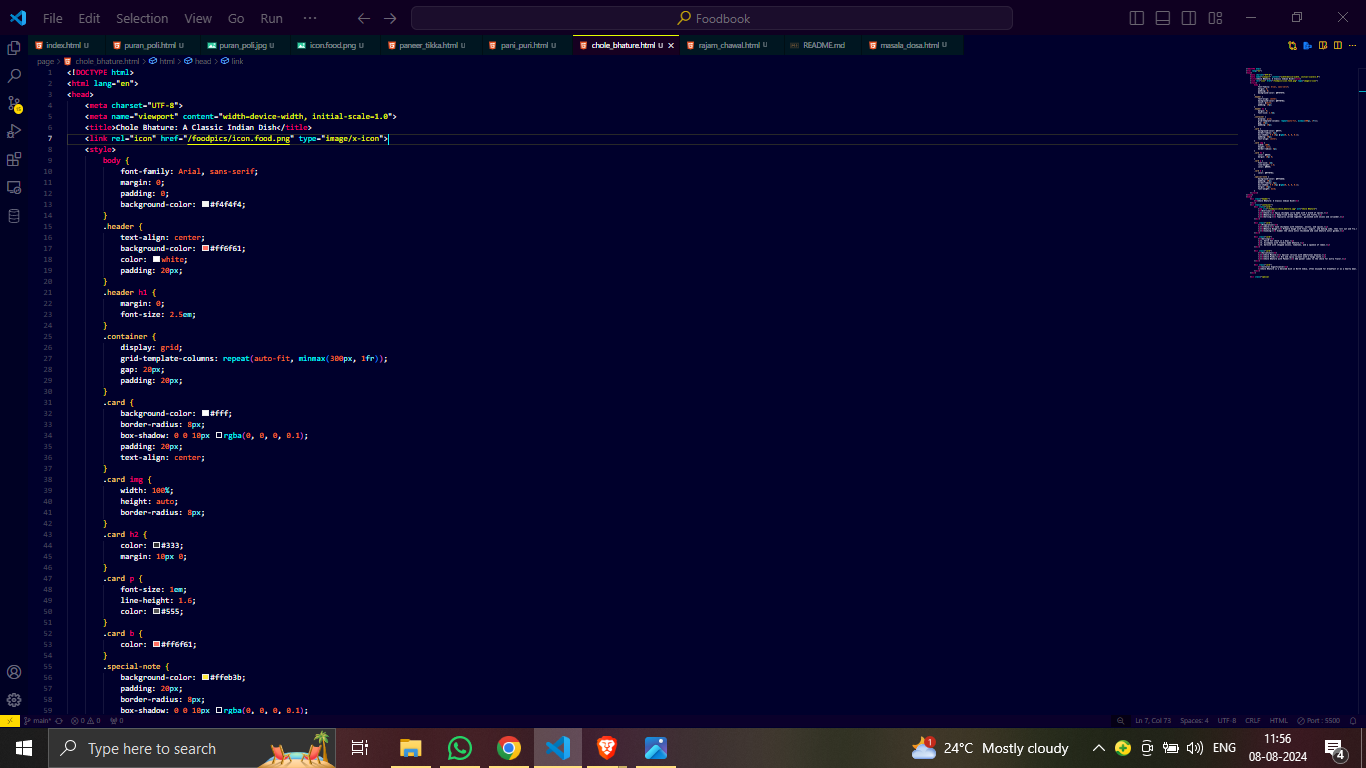 File Edit Selection View Go Run ··· Foodbook
index.html U puran_poli.html U puran_poli.jpg U icon.food.png U paneer_tikka.html U pani_puri.html U chole_bhature.html U rajam_chawal.html U README.md masala_dosa.html U
page > chole_bhature.html > html > head > link
1 <!DOCTYPE html>
2 <html lang="en">
3 <head>
4 <meta charset="UTF-8">
5 <meta name="viewport" content="width=device-width, initial-scale=1.0">
6 <title>Chole Bhature: A Classic Indian Dish</title>
7 <link rel="icon" href="/foodpics/icon.food.png" type="image/x-icon">
8 <style>
9 body {
10 font-family: Arial, sans-serif;
11 margin: 0;
12 padding: 0;
13 background-color: #f4f4f4;
14 }
15 .header {
16 text-align: center;
17 background-color: #ff6f61;
18 color: white;
19 padding: 20px;
20
21 }
21 .header h1 {
22 margin: 0;
23 font-size: 2.5em;
24 }
25 .container {
26 display: grid;
27 grid-template-columns: repeat(auto-fit, minmax(300px, 1fr));
28 gap: 20px;
29 padding: 20px;
30 }
31 .card {
32 background-color: #fff;
33 border-radius: 8px;
34 box-shadow: 0 0 10px rgba(0, 0, 0, 0.1);
35 padding: 20px;
36 text-align: center;
37 }
38 .card img {
39 width: 100%;
40 height: auto;
41 border-radius: 8px;
42 }
43 .card h2 {
44 color: #333;
45 margin: 10px 0;
46 }
47 .card p {
48 font-size: 1em;
49 line-height: 1.6;
50 color: #555;
51 }
52 .card b {
53 color: #ff6f61;
54 }
55 .special-note {
56 background-color: #ffeb3b;
57 padding: 20px;
58 border-radius: 8px;
59 box-shadow: 0 0 10px rgba(0, 0, 0, 0.1);
main* 0 0 0 Ln 7, Col 73 Spaces: 4 UTF-8 CRLF HTML Port : 5500
Type here to search 1 24°C Mostly cloudy ENG 11:56
08-08-2024 4